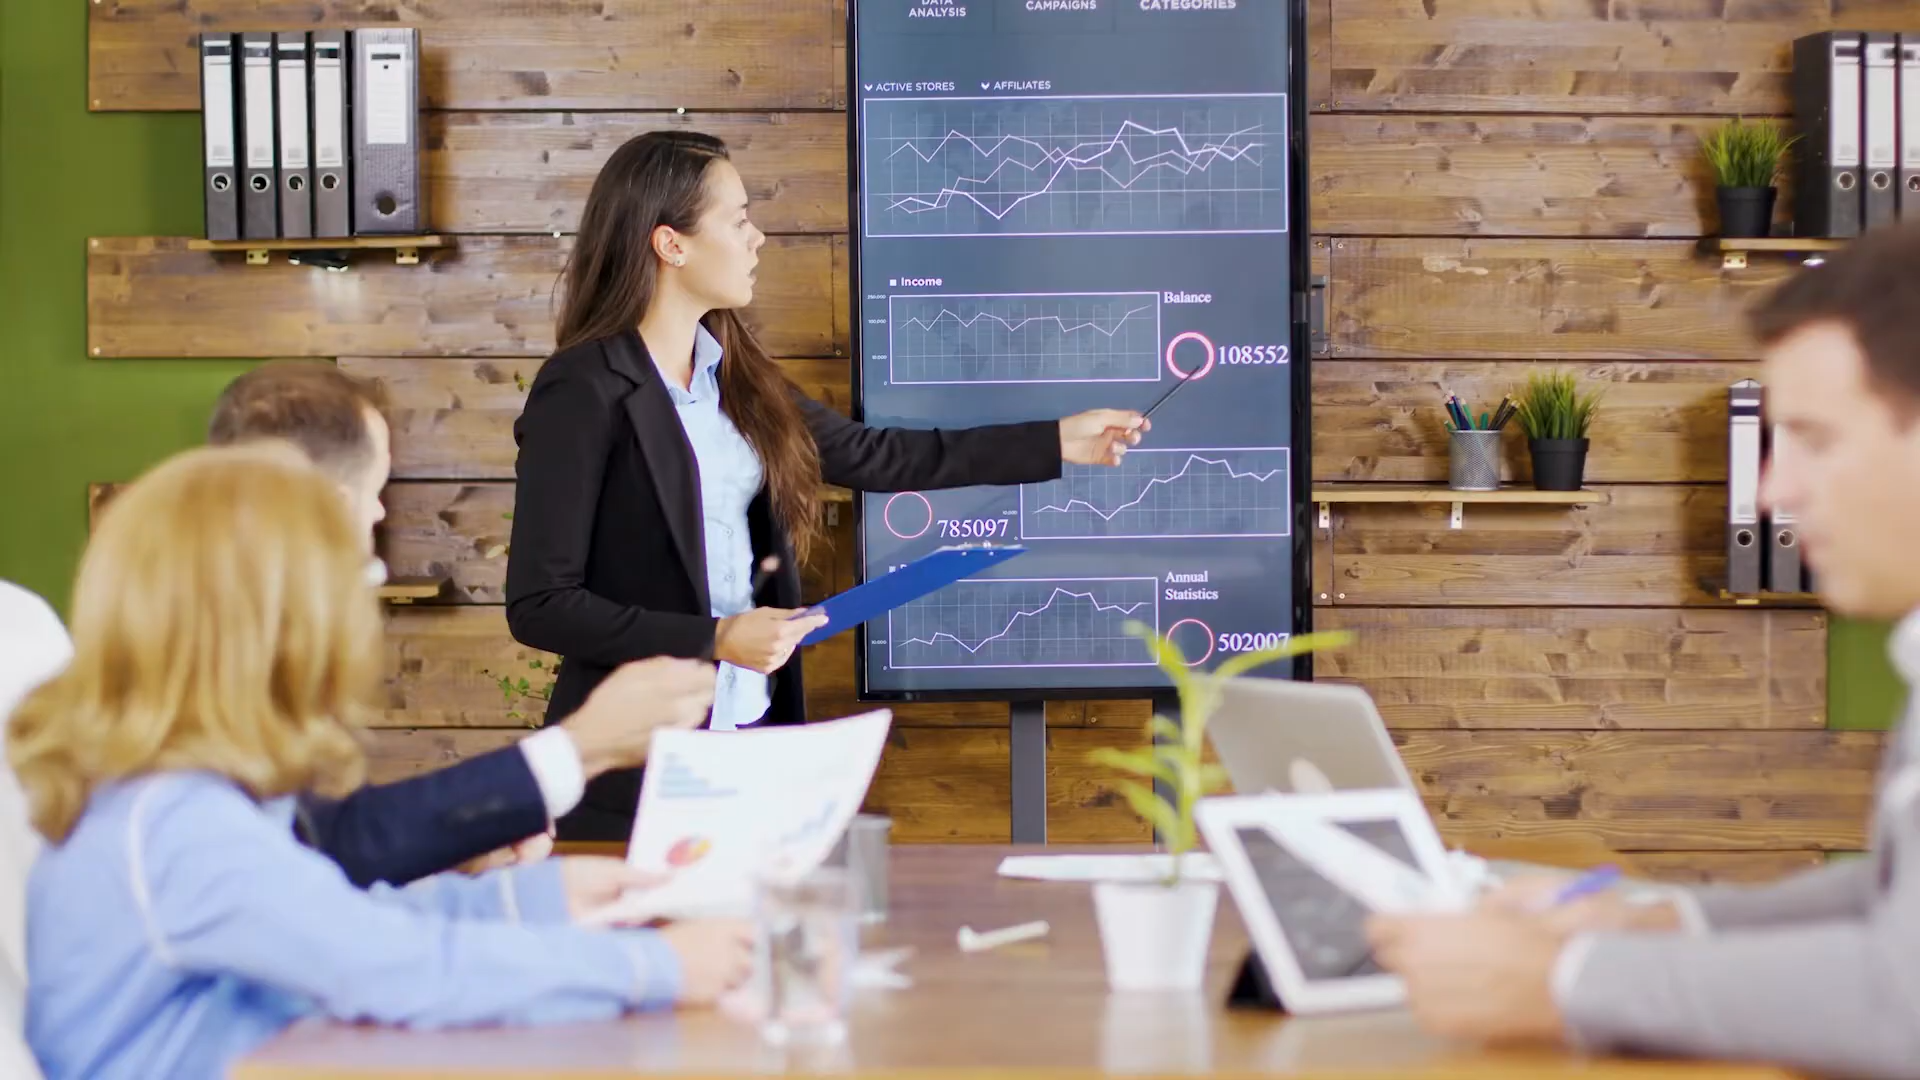 DATA
ANALYSIS
CAMPAIGNS
CATEGORIES
ACTIVE STORES
AFFILIATES
Income
Balance
108552
785097
Annual
Statistics
502007